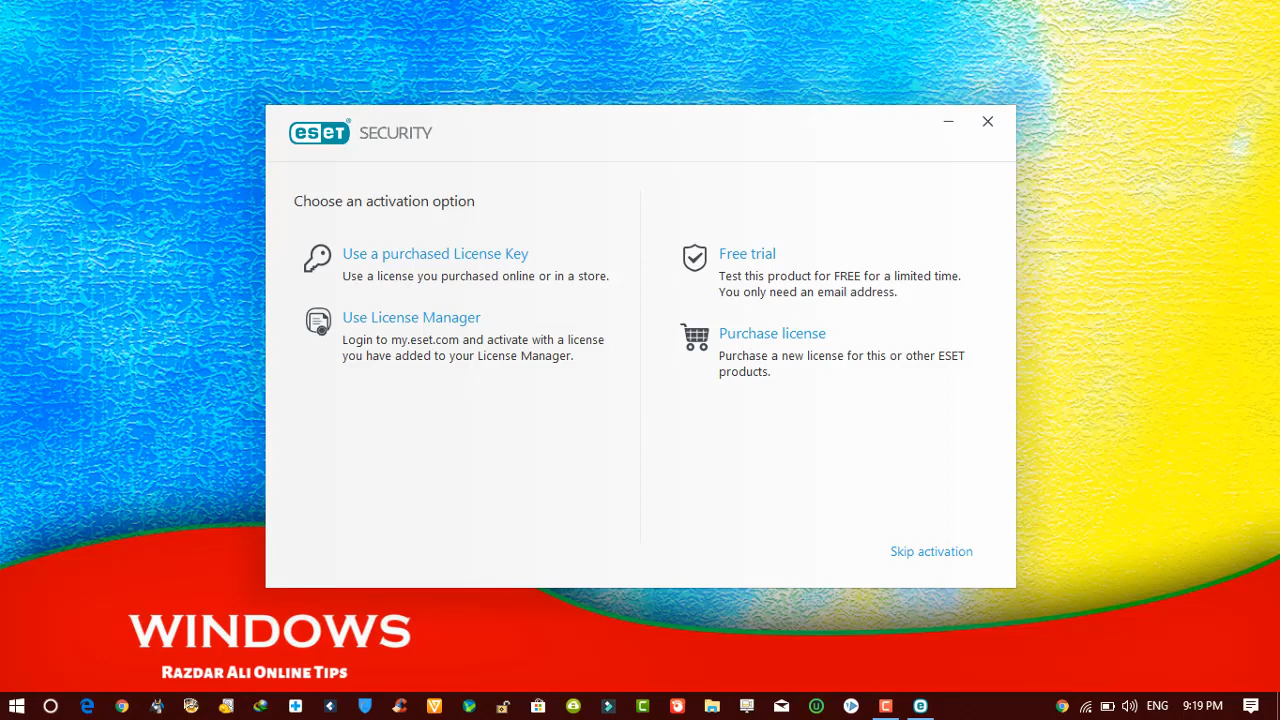 eset SECURITY
Choose an activation option
Use a purchased License Key
Use a license you purchased online or in a store.
Use License Manager
Login to my.eset.com and activate with a license
you have added to your License Manager.
Free trial
Test this product for FREE for a limited time.
You only need an email address.
Purchase license
Purchase a new license for this or other ESET
products.
Skip activation
WINDOWS
RAZDAR ALI ONLINE TIPS
ENG
9:19 PM